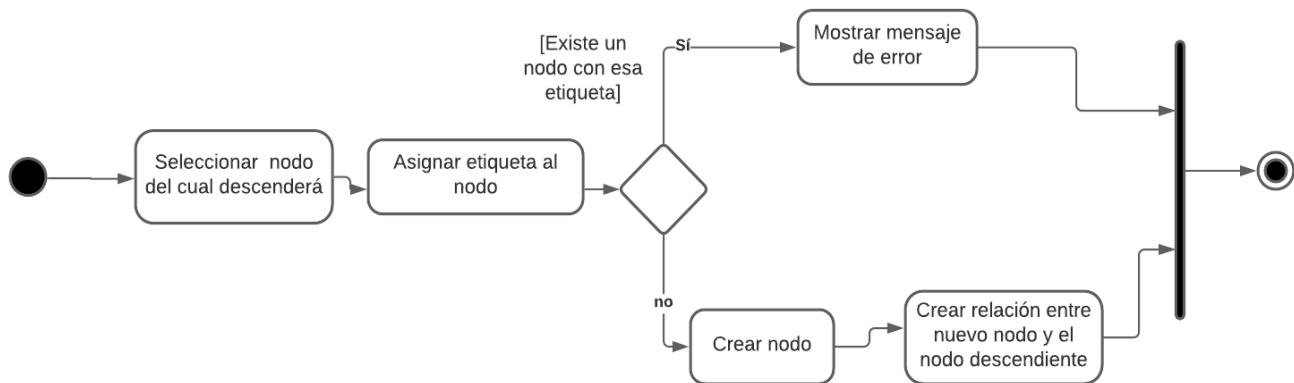 Seleccionar nodo
del cual descenderá
Asignar etiqueta al
nodo
[Existe un
nodo con esa
etiqueta]
Sí
Mostrar mensaje
de error
no
Crear nodo
Crear relación entre
nuevo nodo y el
nodo descendiente